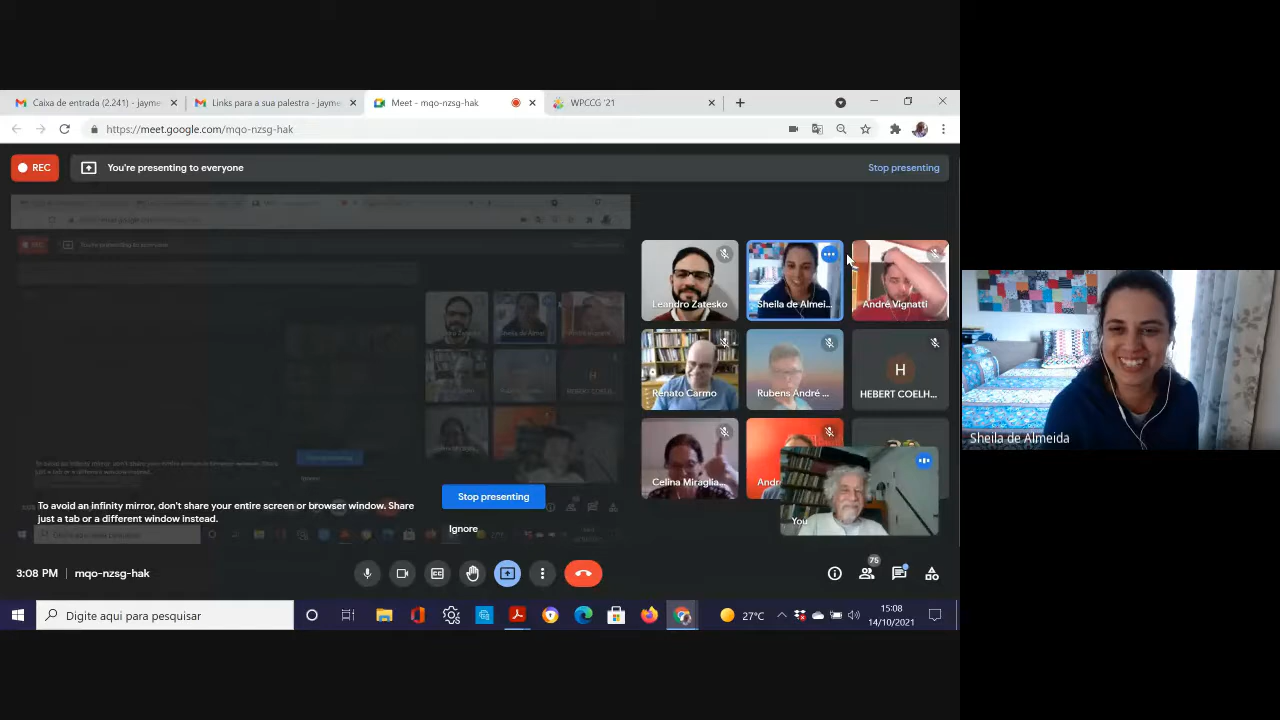 Caixa de entrada (2.241) - jayme
Links para a sua palestra - jayme
Meet - mqo-nzsg-hak
WPCCG '21
https://meet.google.com/mqo-nzsg-hak
REC
You're presenting to everyone
Stop presenting
Leandro Zatesko
Sheila de Almei...
André Vignatti
Renato Carmo
Rubens André ...
H
HEBERT COELH...
Celina Miraglia...
Andr
You
To avoid an infinity mirror, don't share your entire screen or browser window. Share
just a tab or a different window instead.
Stop presenting
Ignore
Sheila de Almeida
3:08 PM | mqo-nzsg-hak
75
Digite aqui para pesquisar
27°C
15:08
14/10/2021